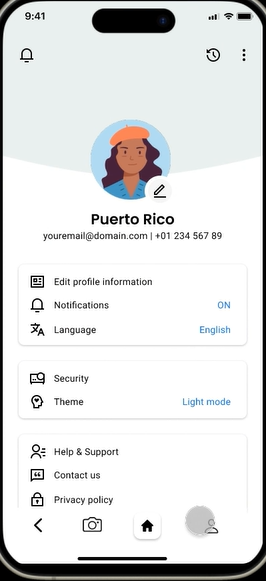 9:41
Puerto Rico
youremail@domain.com | +01 234 567 89
Edit profile information
Notifications ON
Language English
Security
Theme Light mode
Help & Support
Contact us
Privacy policy